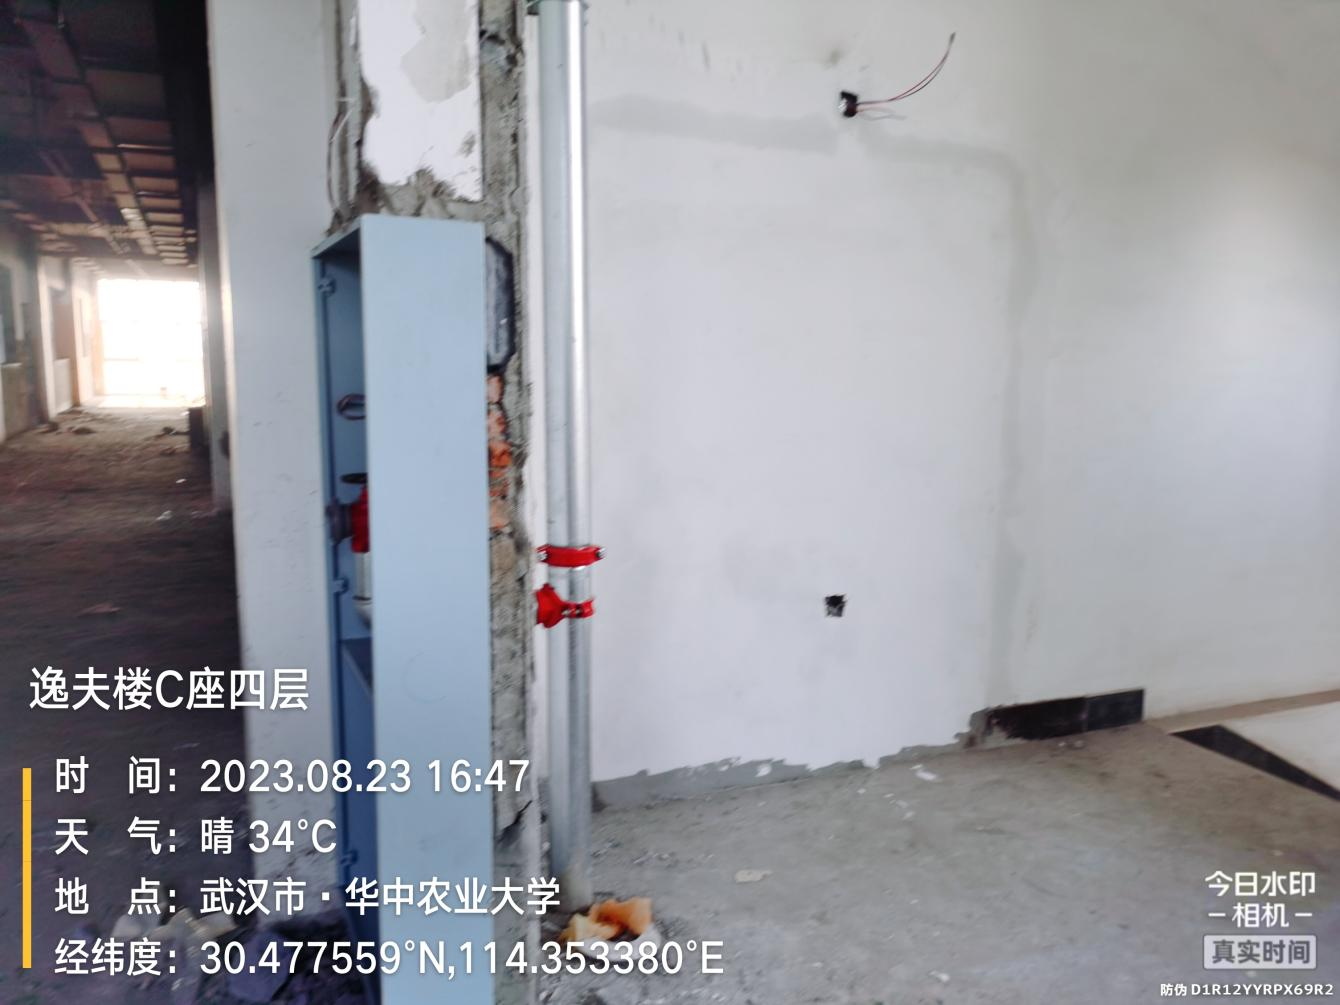 逸夫楼C座四层
时 间：2023.08.23 16:47
天 气：晴 34°C
地 点：武汉市·华中农业大学
经纬度：30.477559°N,114.353380°E
今日水印
-相机-
真实时间
防伪 D1R12YYRPX69R2